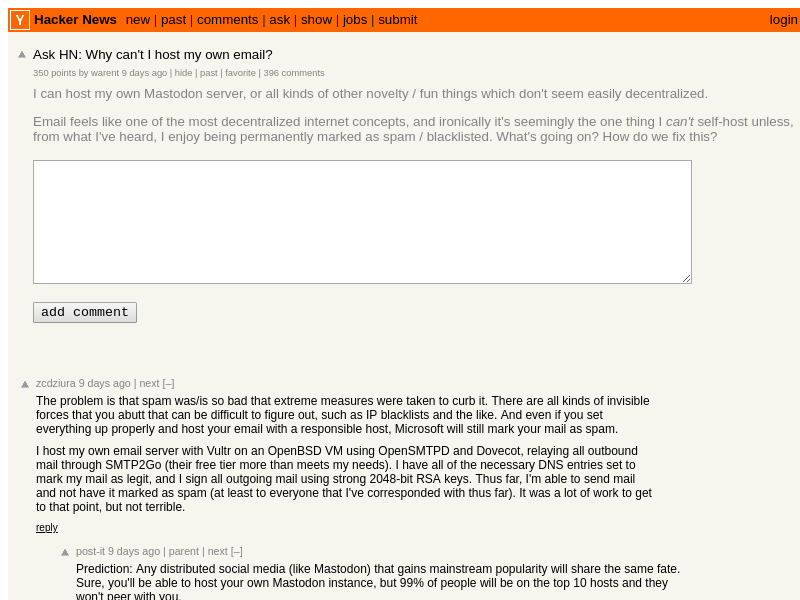 Y Hacker News new | past | comments | ask | show | jobs | submit login
Ask HN: Why can't I host my own email?
350 points by warent 9 days ago | hide | past | favorite | 396 comments
I can host my own Mastodon server, or all kinds of other novelty / fun things which don't seem easily decentralized.
Email feels like one of the most decentralized internet concepts, and ironically it's seemingly the one thing I can't self-host unless,
from what I've heard, I enjoy being permanently marked as spam / blacklisted. What's going on? How do we fix this?
add comment
zcdziura 9 days ago | next [–]
The problem is that spam was/is so bad that extreme measures were taken to curb it. There are all kinds of invisible
forces that you abutt that can be difficult to figure out, such as IP blacklists and the like. And even if you set
everything up properly and host your email with a responsible host, Microsoft will still mark your mail as spam.
I host my own email server with Vultr on an OpenBSD VM using OpenSMTPD and Dovecot, relaying all outbound
mail through SMTP2Go (their free tier more than meets my needs). I have all of the necessary DNS entries set to
mark my mail as legit, and I sign all outgoing mail using strong 2048-bit RSA keys. Thus far, I'm able to send mail
and not have it marked as spam (at least to everyone that I've corresponded with thus far). It was a lot of work to get
to that point, but not terrible.
reply
post-it 9 days ago | parent | next [–]
Prediction: Any distributed social media (like Mastodon) that gains mainstream popularity will share the same fate.
Sure, you'll be able to host your own Mastodon instance, but 99% of people will be on the top 10 hosts and they
won't peer with you.